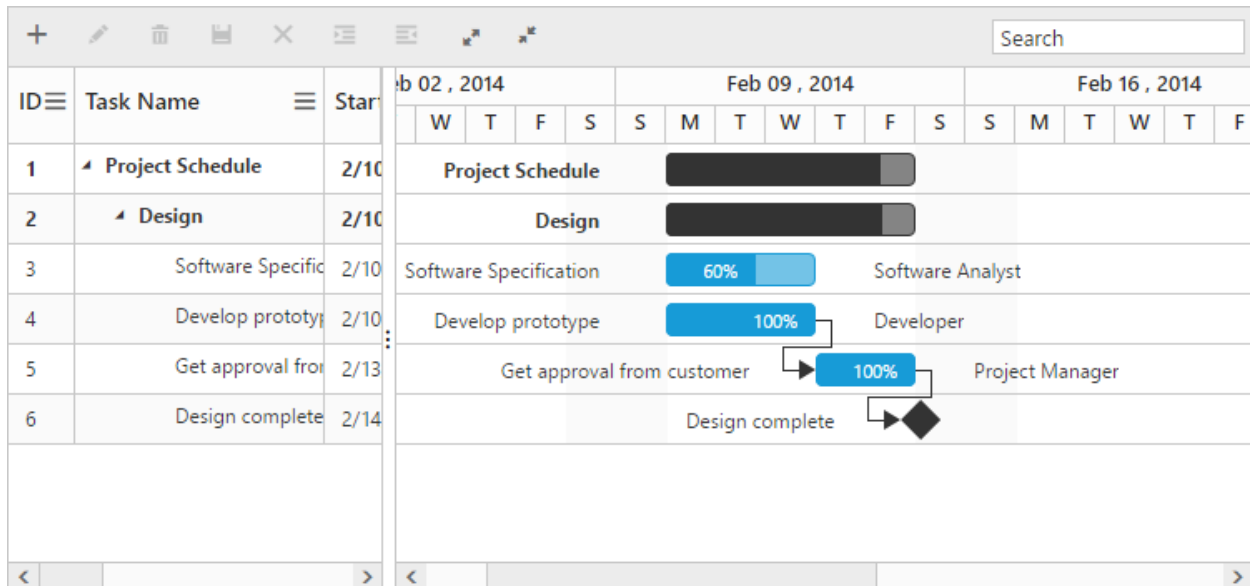 Search
ID Task Name Start
eb 02 , 2014 Feb 09 , 2014 Feb 16 , 2014
W T F S S M T W T F S S M T W T F
1 Project Schedule 2/10
Project Schedule
2 Design 2/10
Design
3 Software Specific 2/10
Software Specification 60% Software Analyst
4 Develop prototyp 2/10
Develop prototype 100% Developer
5 Get approval from 2/13
Get approval from customer 100% Project Manager
6 Design complete 2/14
Design complete